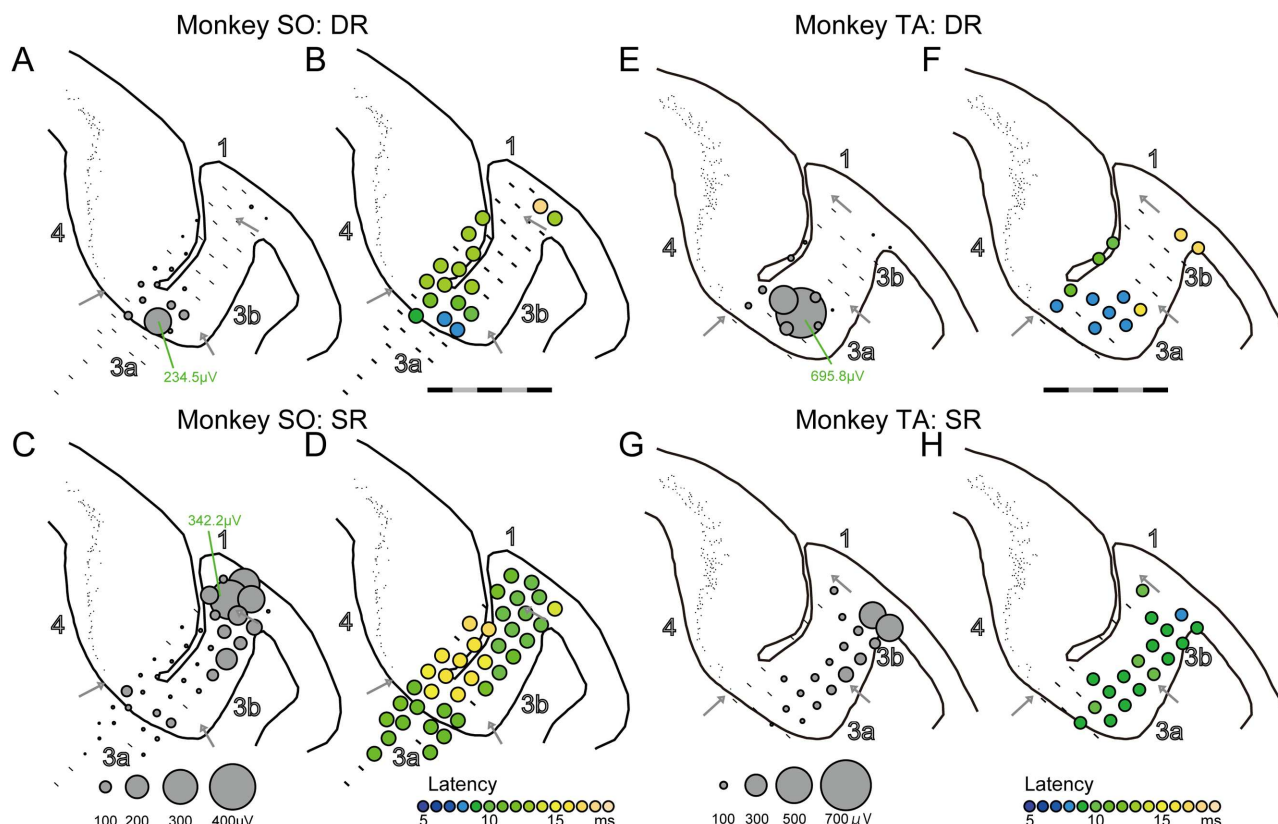 Monkey SO: DR
Monkey TA: DR
A
B
E
F
1
1
1
1
4
4
4
4
3b
3b
3b
3b
3a
3a
3a
3a
234.5μV
695.8μV
Monkey SO: SR
Monkey TA: SR
C
D
G
H
342.2μV
1
1
1
1
4
4
4
4
3b
3b
3b
3b
3a
3a
3a
3a
Latency
Latency
100 200 300 400μV
5 10 15 ms
100 300 500 700μV
5 10 15 ms